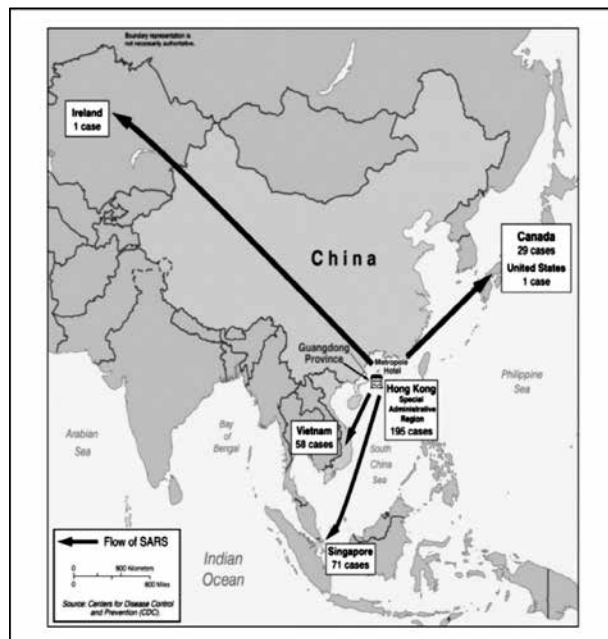 Boundary representation is
not necessarily authoritative.
Ireland
1 case
Canada
29 cases
United States
1 case
China
Guangdong
Province
Metropole
Hotel
Hong Kong
Special
Administrative
Region
195 cases
Philippine
Sea
Vietnam
58 cases
Arabian
Sea
Bay
of
Bengal
South
China
Sea
Singapore
71 cases
Indian
Ocean
Flow of SARS
0 600 Kilometers
0 600 Miles
Source: Centers for Disease Control
and Prevention (CDC).